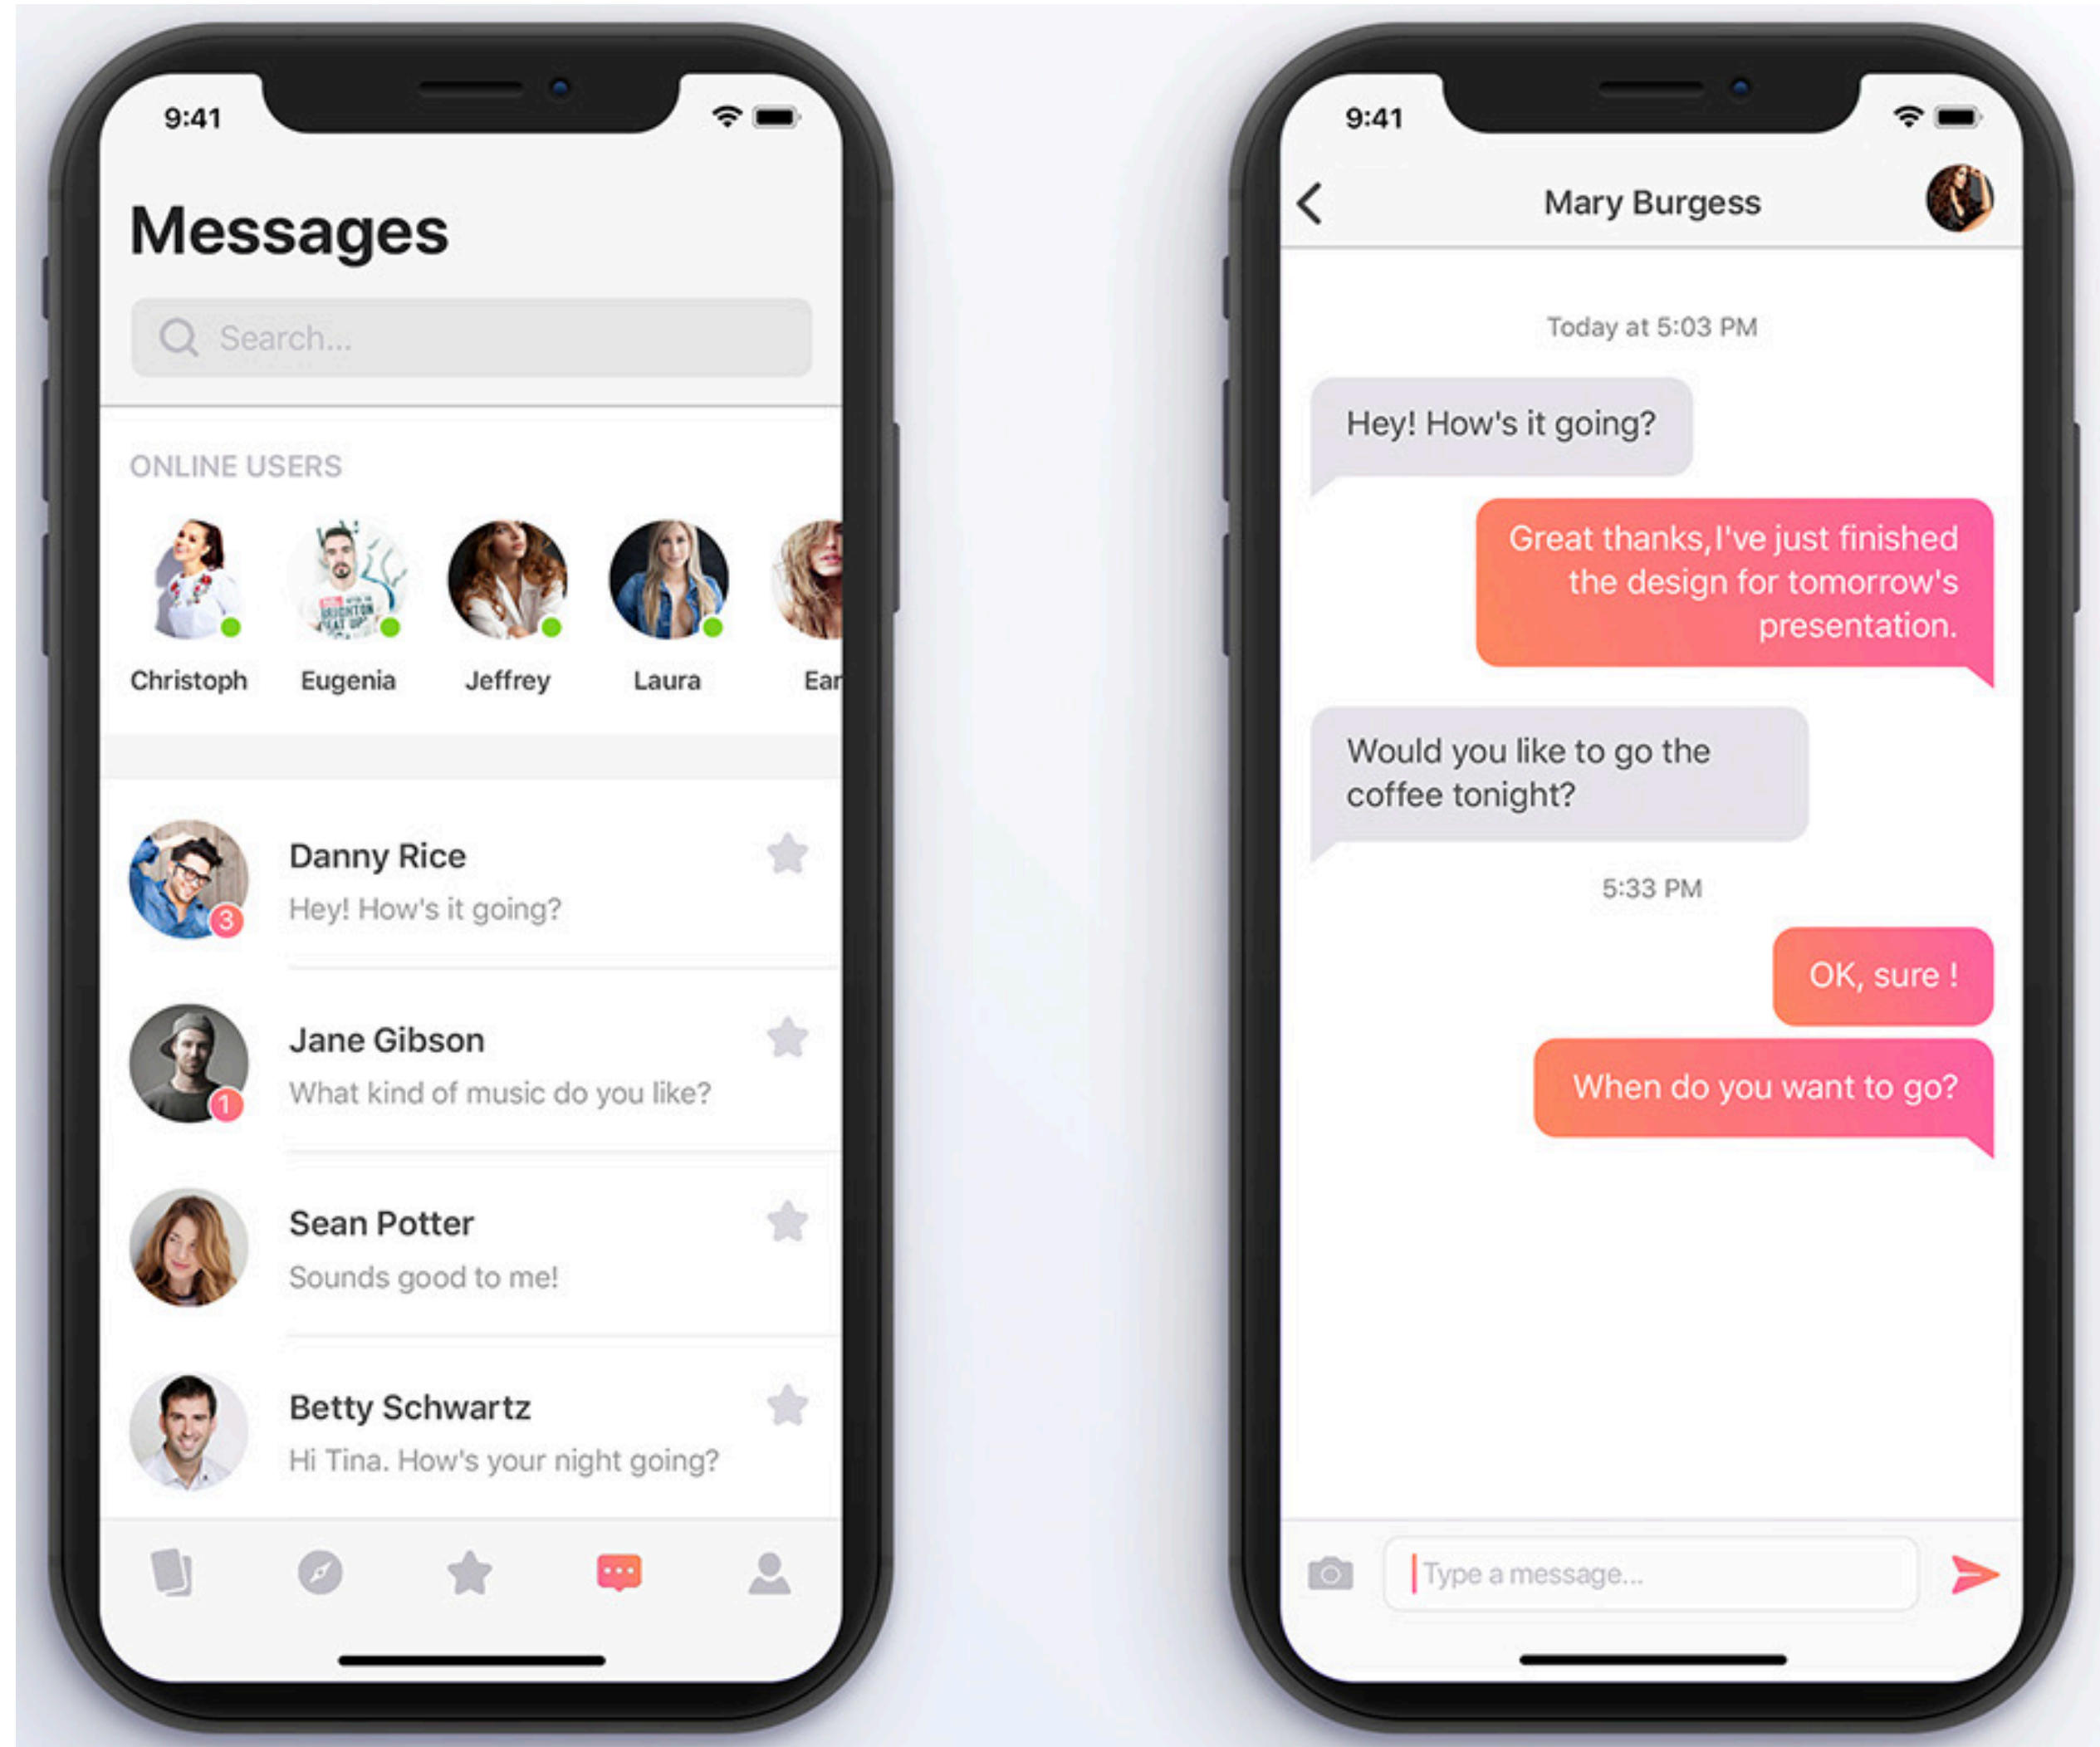 9:41
Messages
Search...
ONLINE USERS
Christoph
Eugenia
Jeffrey
Laura
Ear
Danny Rice
Hey! How's it going?
3
Jane Gibson
What kind of music do you like?
1
Sean Potter
Sounds good to me!
Betty Schwartz
Hi Tina. How's your night going?
9:41
Mary Burgess
Today at 5:03 PM
Hey! How's it going?
Great thanks,I've just finished
the design for tomorrow's
presentation.
Would you like to go the
coffee tonight?
5:33 PM
OK, sure !
When do you want to go?
Type a message...